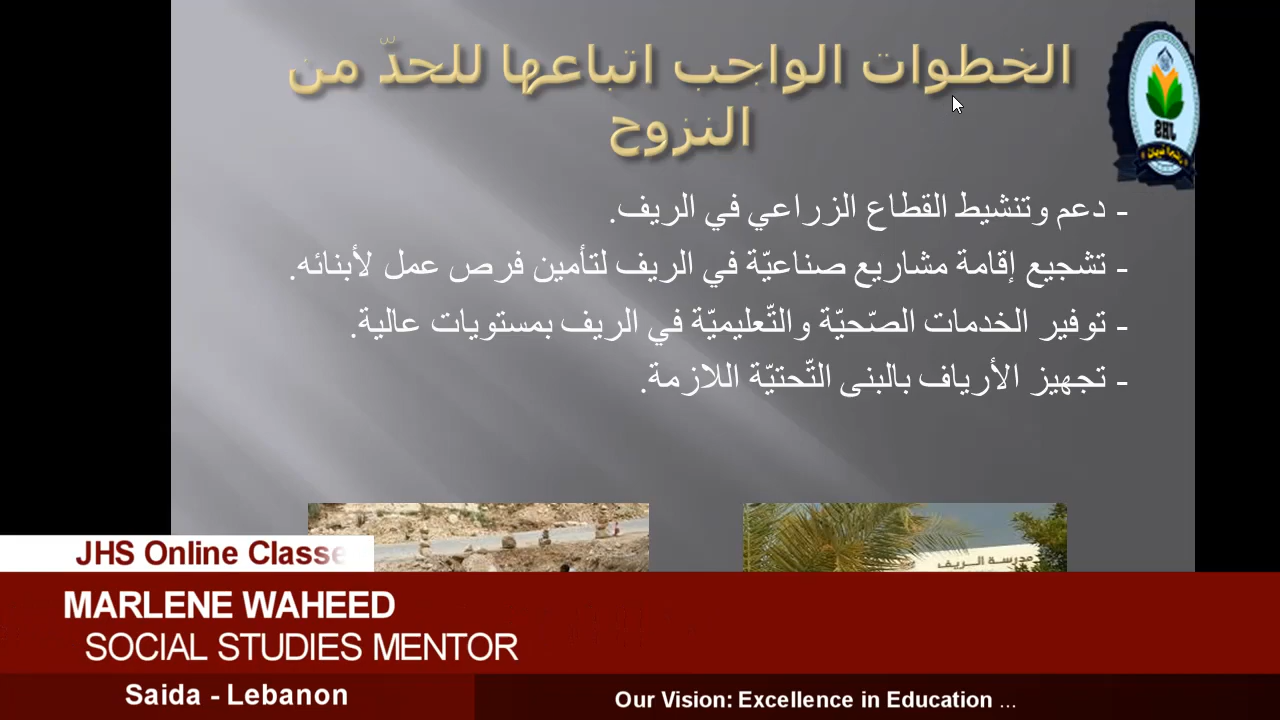 الخطوات الواجب اتباعها للحدّ من
النزوح
JHS
- دعم وتنشيط القطاع الزراعي في الريف.
- تشجيع إقامة مشاريع صناعيّة في الريف لتأمين فرص عمل لأبنائه.
- توفير الخدمات الصّحيّة والتّعليميّة في الريف بمستويات عالية.
- تجهيز الأرياف بالبنى التّحتيّة اللازمة.
مدرسة الريف
JHS Online Classe
MARLENE WAHEED
SOCIAL STUDIES MENTOR
Saida - Lebanon
Our Vision: Excellence in Education ...